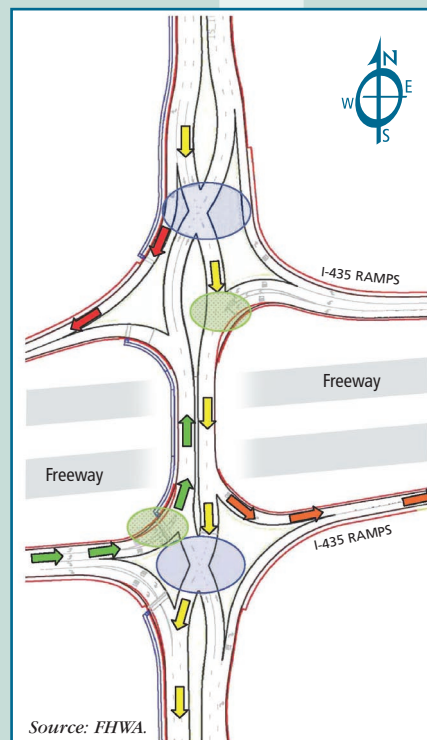 N
W
E
S
I-435 RAMPS
Freeway
Freeway
I-435 RAMPS
Source: FHWA.